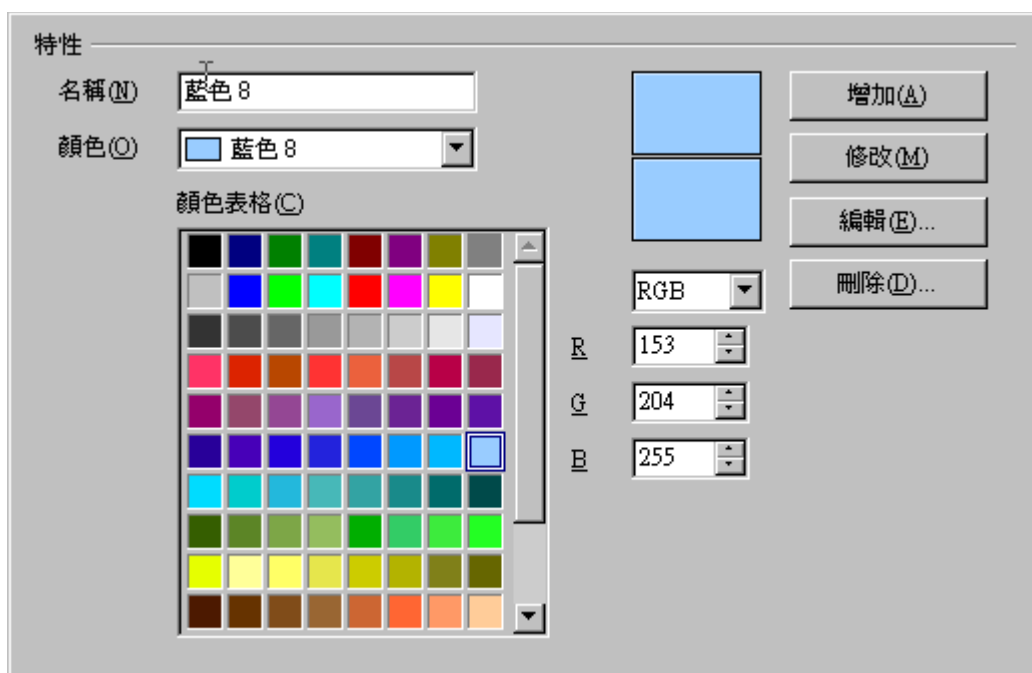 特性
名稱(N)
藍色 8
增加(A)
顏色(O)
藍色 8
修改(M)
顏色表格(C)
編輯(E)...
RGB
刪除(D)...
R
153
G
204
B
255